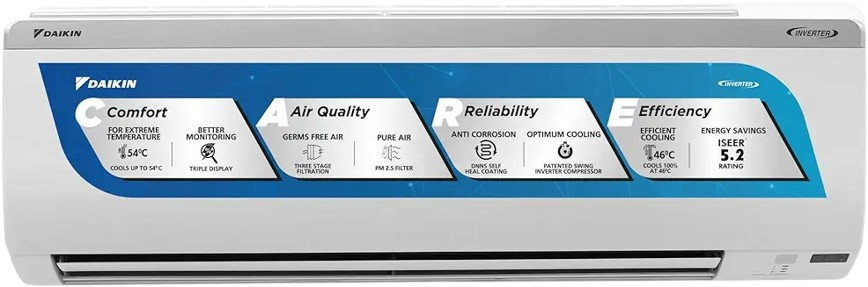 DAIKIN
INVERTER
DAIKIN
INVERTER
C Comfort
FOR EXTREME
TEMPERATURE
54°C
COOLS UP TO 54°C
BETTER
MONITORING
TRIPLE DISPLAY
A Air Quality
GERMS FREE AIR
THREE STAGE
FILTRATION
PURE AIR
PM 2.5 FILTER
R Reliability
ANTI CORROSION
DNNS SELF
HEAL COATING
OPTIMUM COOLING
PATENTED SWING
INVERTER COMPRESSOR
E Efficiency
EFFICIENT
COOLING
46°C
COOLS 100%
AT 46°C
ENERGY SAVINGS
ISEER
5.2
RATING